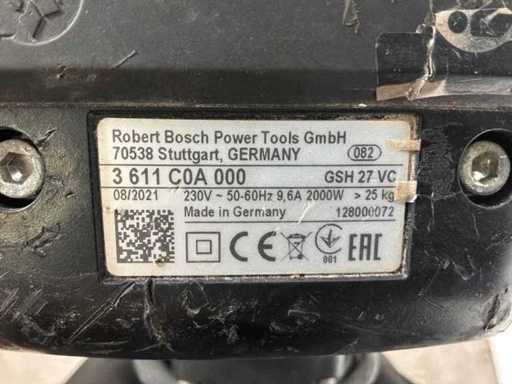 Robert Bosch Power Tools GmbH
70538 Stuttgart, GERMANY 082
3 611 C0A 000 GSH 27 VC
08/2021 230V ~ 50-60Hz 9,6A 2000W > 25 kg
Made in Germany 128000072
CE EAC
001